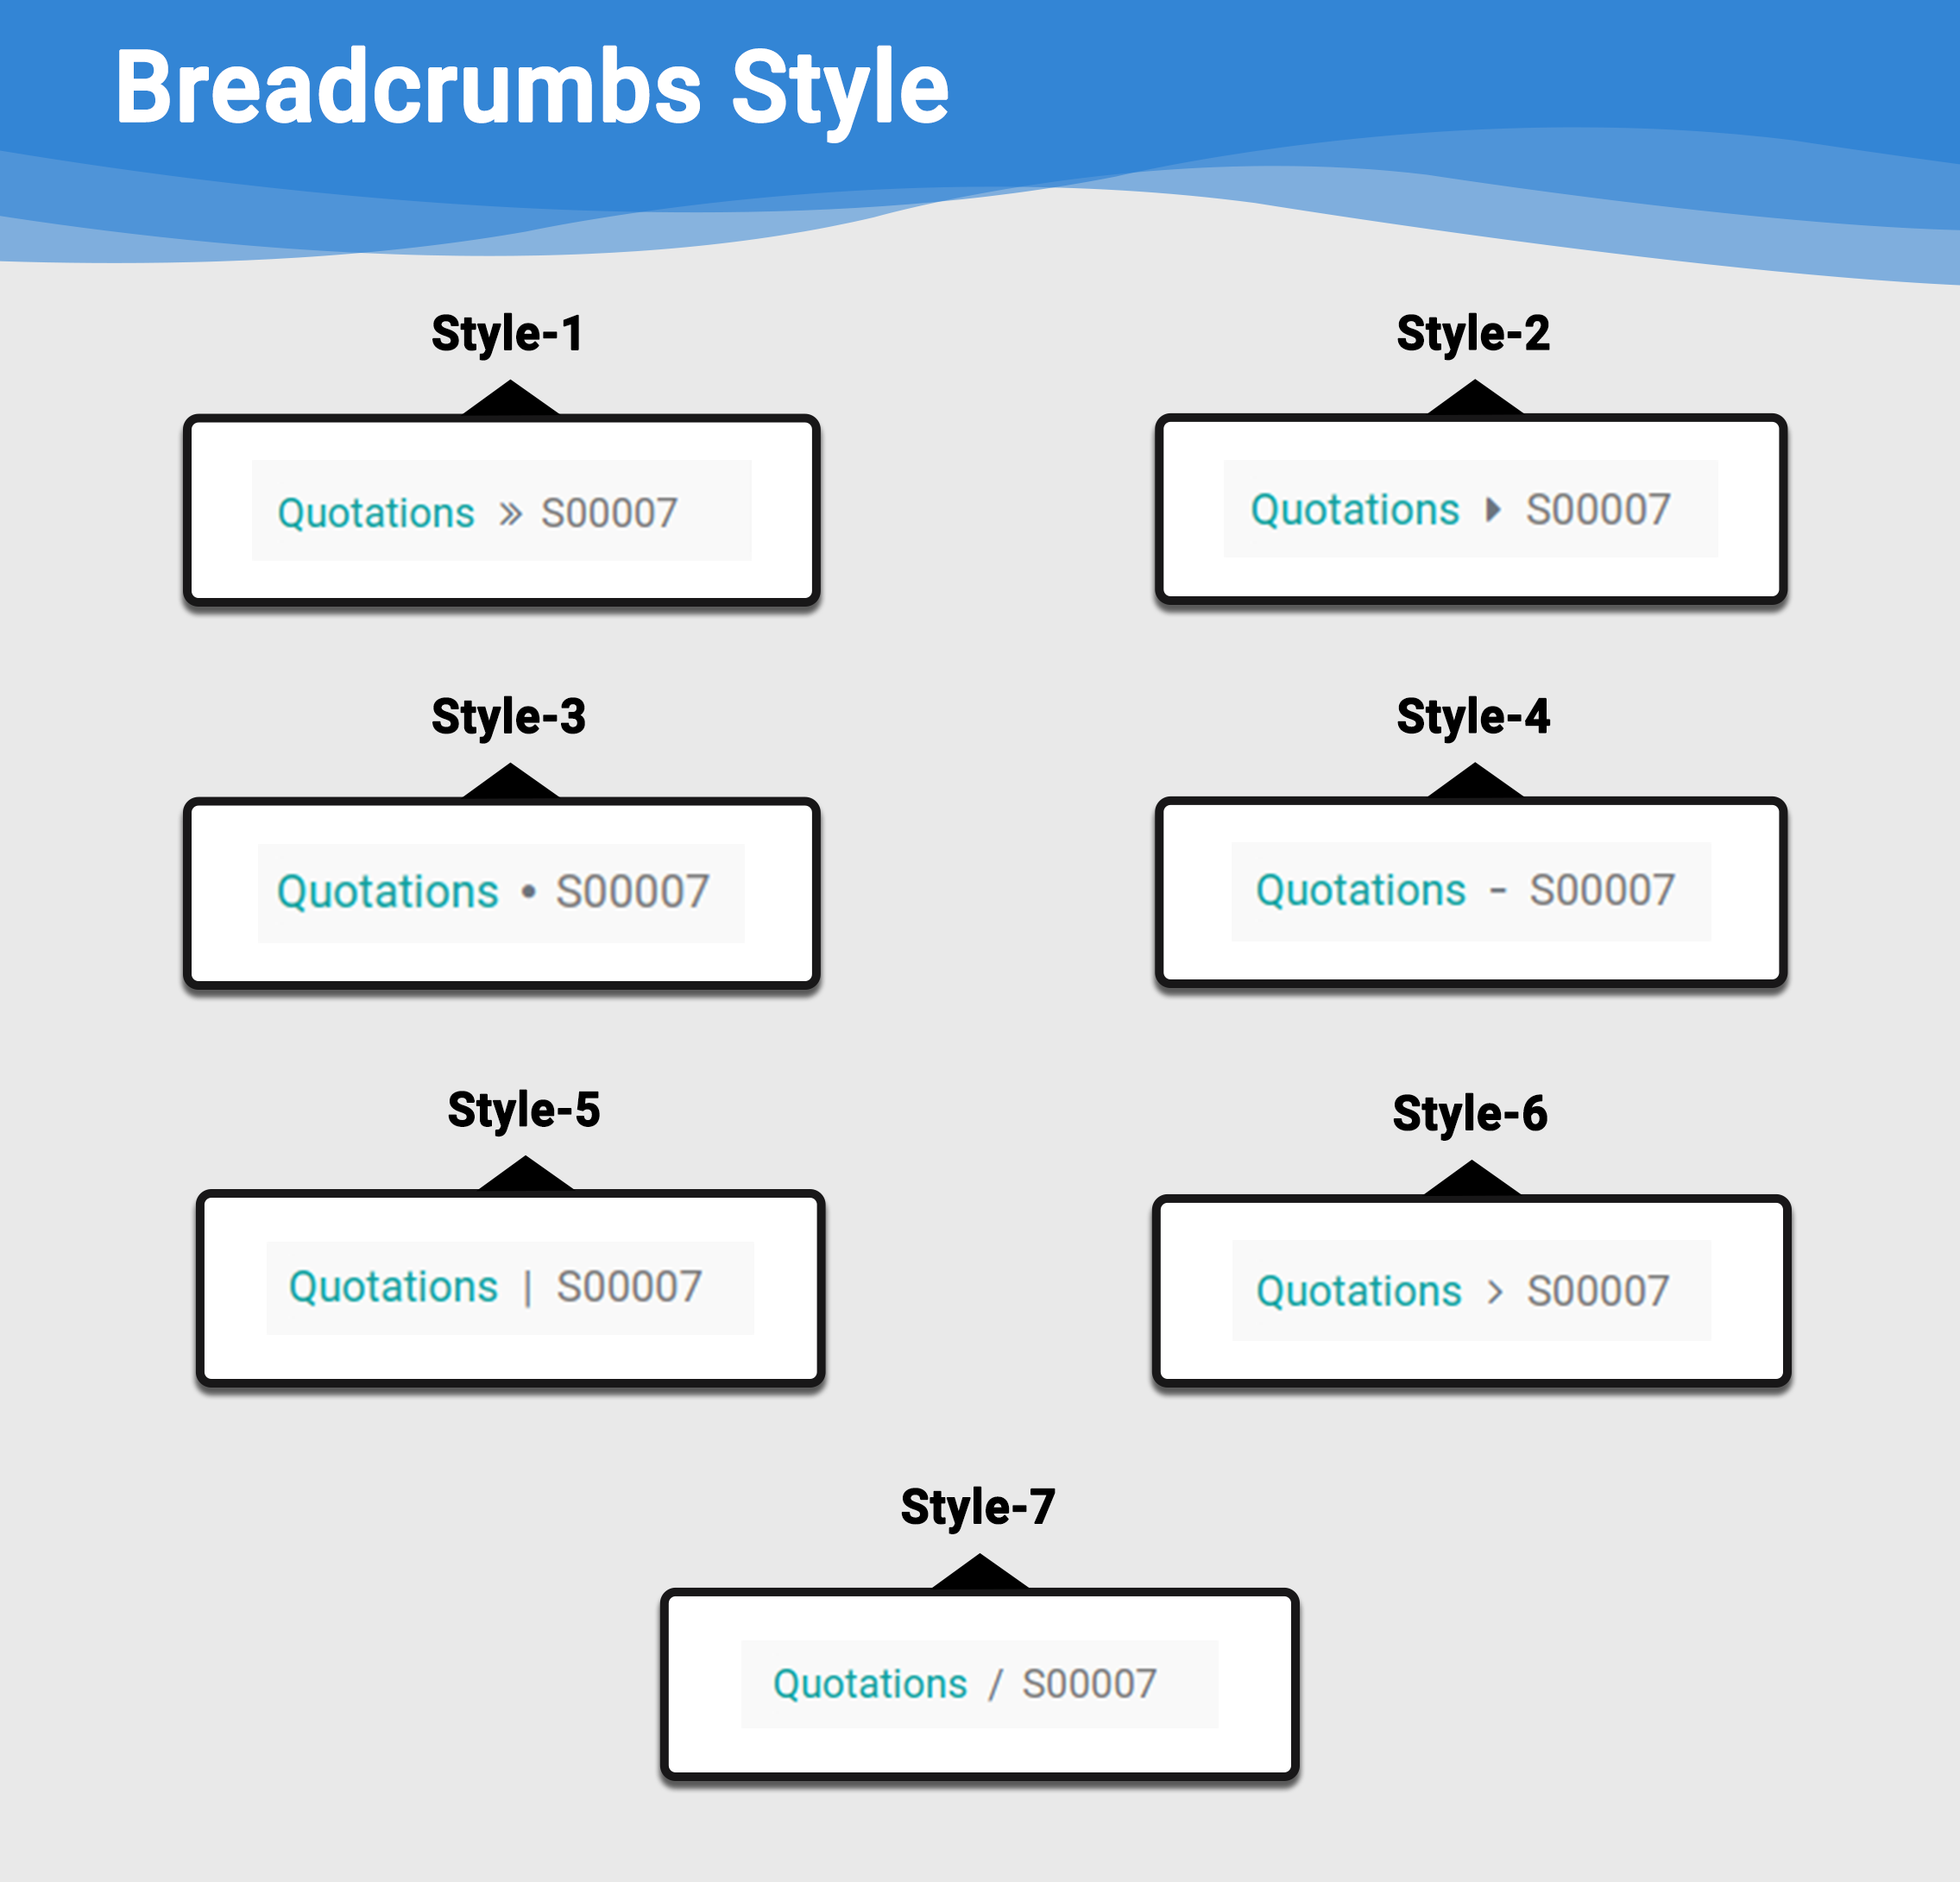 Breadcrumbs Style
Style-1
Quotations » S00007
Style-2
Quotations ▸ S00007
Style-3
Quotations • S00007
Style-4
Quotations - S00007
Style-5
Quotations | S00007
Style-6
Quotations > S00007
Style-7
Quotations / S00007